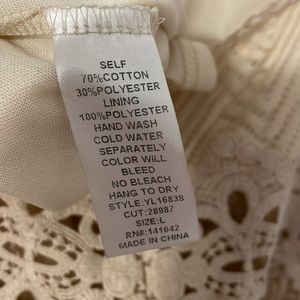 SELF
70%COTTON
30%POLYESTER
LINING
100%POLYESTER
HAND WASH
COLD WATER
SEPARATELY
COLOR WILL
BLEED
NO BLEACH
HANG TO DRY
STYLE:YL16838
CUT:28987
SIZE:L
RN#:141642
MADE IN CHINA